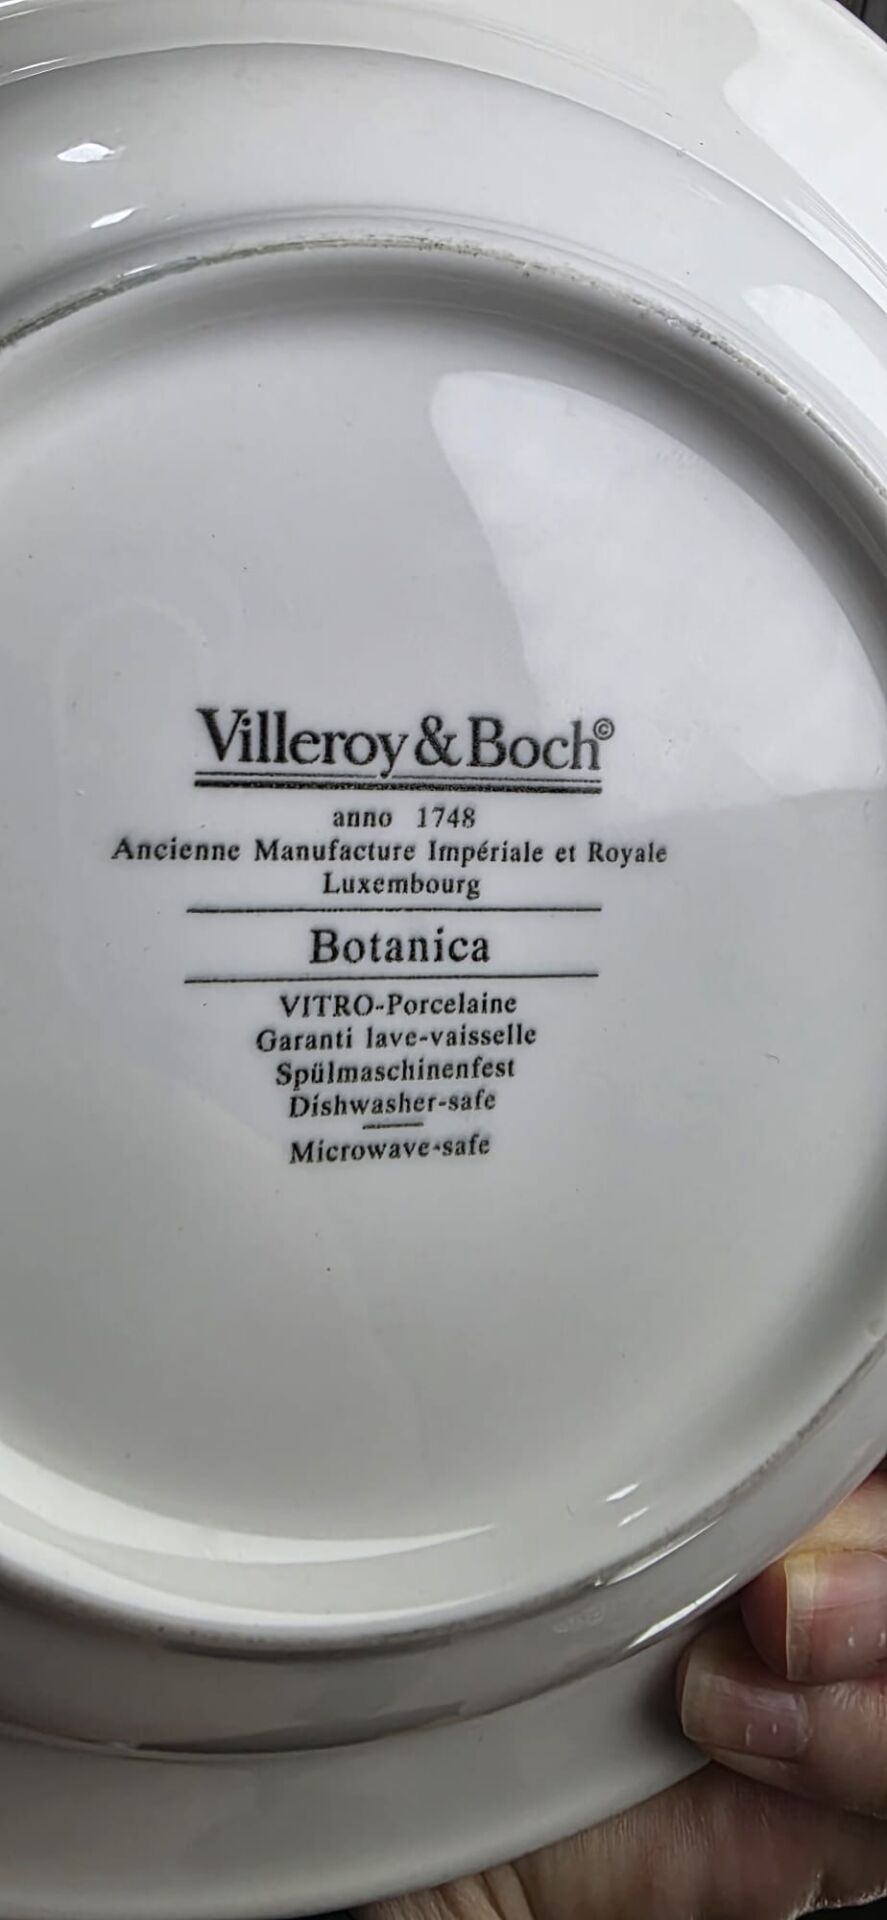 Villeroy & Boch©
anno 1748
Ancienne Manufacture Impériale et Royale
Luxembourg
Botanica
VITRO-Porcelaine
Garanti lave-vaisselle
Spülmaschinenfest
Dishwasher-safe
Microwave-safe